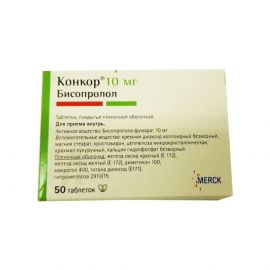 Конкор® 10 мг
Бисопролол
Таблетки, покрытые пленочной оболочкой
Для приема внутрь.
Активное вещество: Бисопролола фумарат 10 мг
Вспомогательные вещества: кремния диоксид коллоидный безводный,
магния стеарат, кросповидон, целлюлоза микрокристаллическая,
крахмал кукурузный, кальция гидрофосфат безводный.
Пленочная оболочка: железа оксид красный (Е 172),
железа оксид желтый (Е 172), диметикон 100,
макрогол 400, титана диоксид (Е171),
гипромеллоза 2910/15.
50 таблеток
MERCK